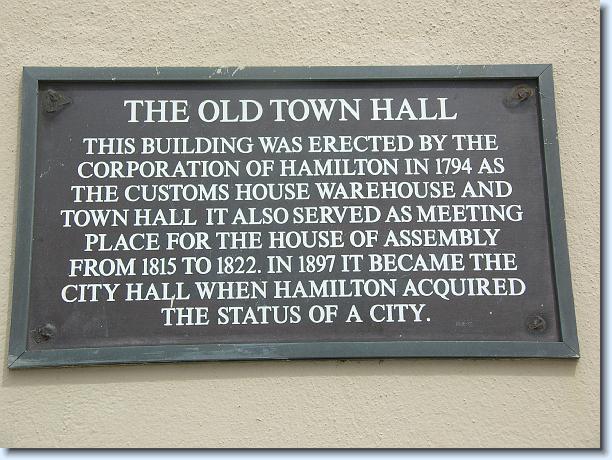 THE OLD TOWN HALL
THIS BUILDING WAS ERECTED BY THE
CORPORATION OF HAMILTON IN 1794 AS
THE CUSTOMS HOUSE WAREHOUSE AND
TOWN HALL IT ALSO SERVED AS MEETING
PLACE FOR THE HOUSE OF ASSEMBLY
FROM 1815 TO 1822. IN 1897 IT BECAME THE
CITY HALL WHEN HAMILTON ACQUIRED
THE STATUS OF A CITY.